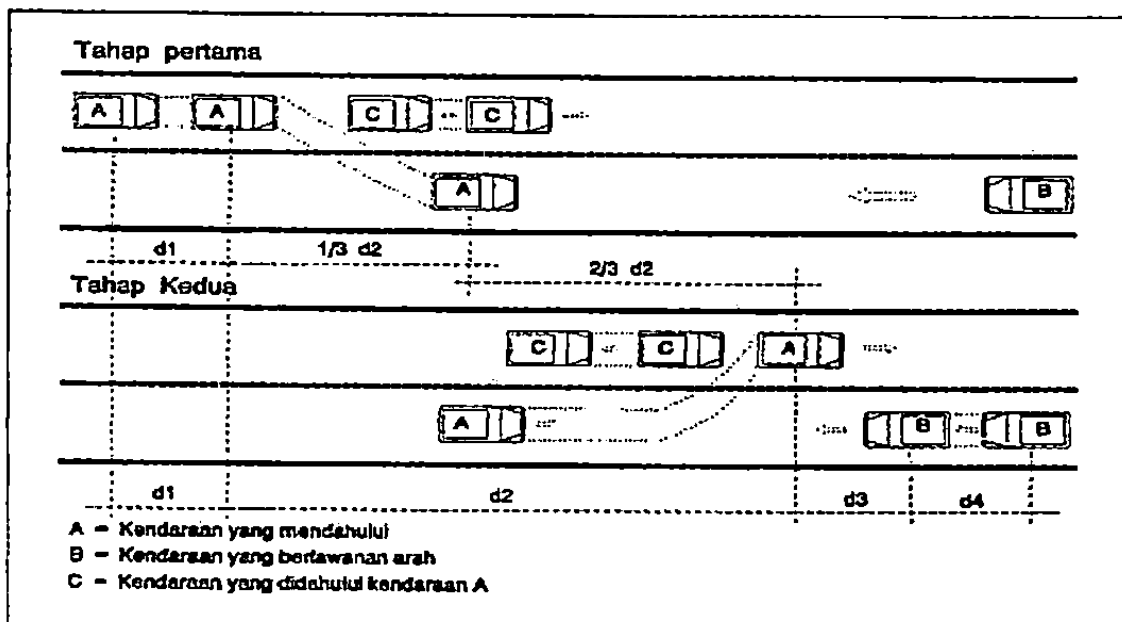 Tahap pertama
A A C C
A B
d1 1/3 d2
2/3 d2
Tahap Kedua
C C A
A B B
d1 d2 d3 d4
A = Kendaraan yang mendahului
B = Kendaraan yang berlawanan arah
C = Kendaraan yang didahului kendaraan A